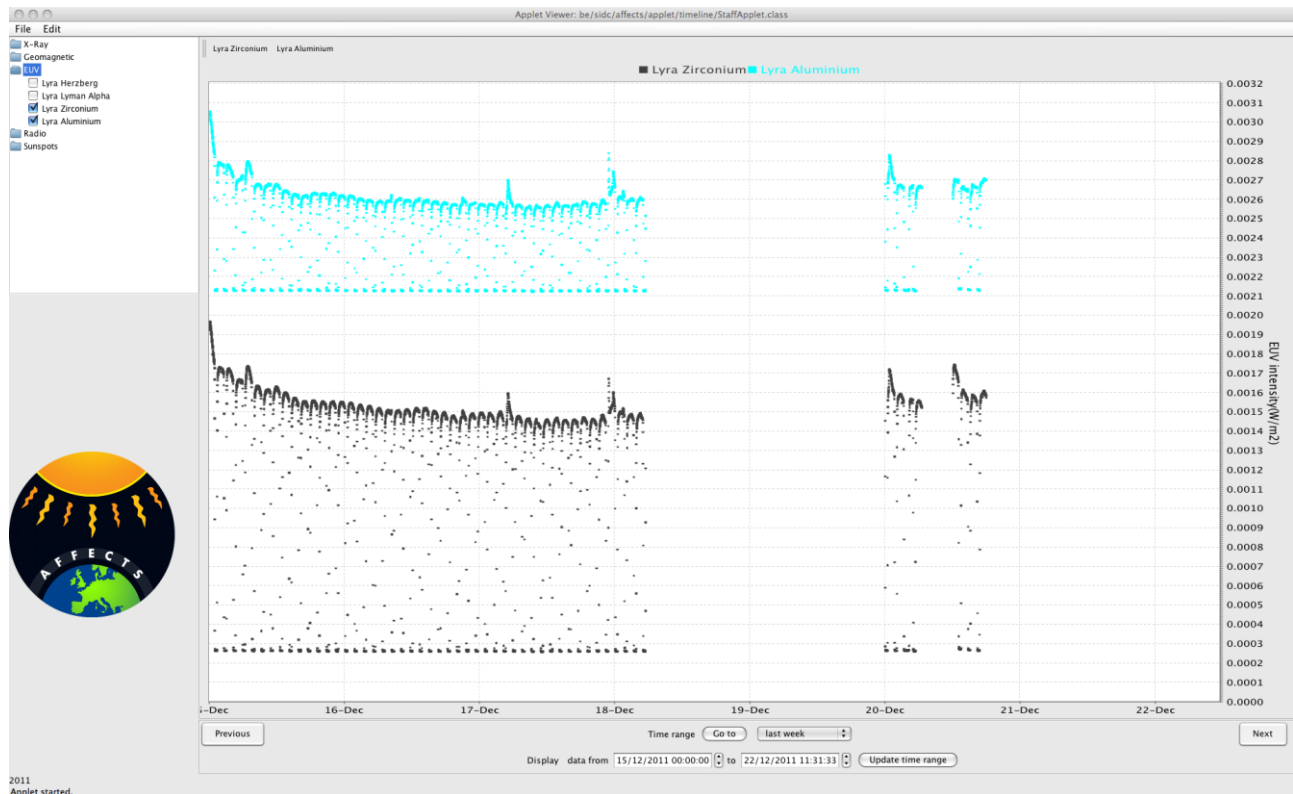 Applet Viewer: be/sidc/affects/applet/timeline/StaffApplet.class
File Edit
X-Ray
Geomagnetic
EUV
Lyra Herzberg
Lyra Lyman Alpha
Lyra Zirconium
Lyra Aluminium
Radio
Sunspots
AFFECTS
Lyra Zirconium Lyra Aluminium
Lyra Zirconium Lyra Aluminium
0.0032
0.0031
0.0030
0.0029
0.0028
0.0027
0.0026
0.0025
0.0024
0.0023
0.0022
0.0021
0.0020
0.0019
0.0018
0.0017
0.0016
0.0015
0.0014
0.0013
0.0012
0.0011
0.0010
0.0009
0.0008
0.0007
0.0006
0.0005
0.0004
0.0003
0.0002
0.0001
0.0000
EUV intensity(W/m2)
-Dec 16-Dec 17-Dec 18-Dec 19-Dec 20-Dec 21-Dec 22-Dec
Previous Time range Go to last week Next
Display data from 15/12/2011 00:00:00 to 22/12/2011 11:31:33 Update time range
2011
Applet started.